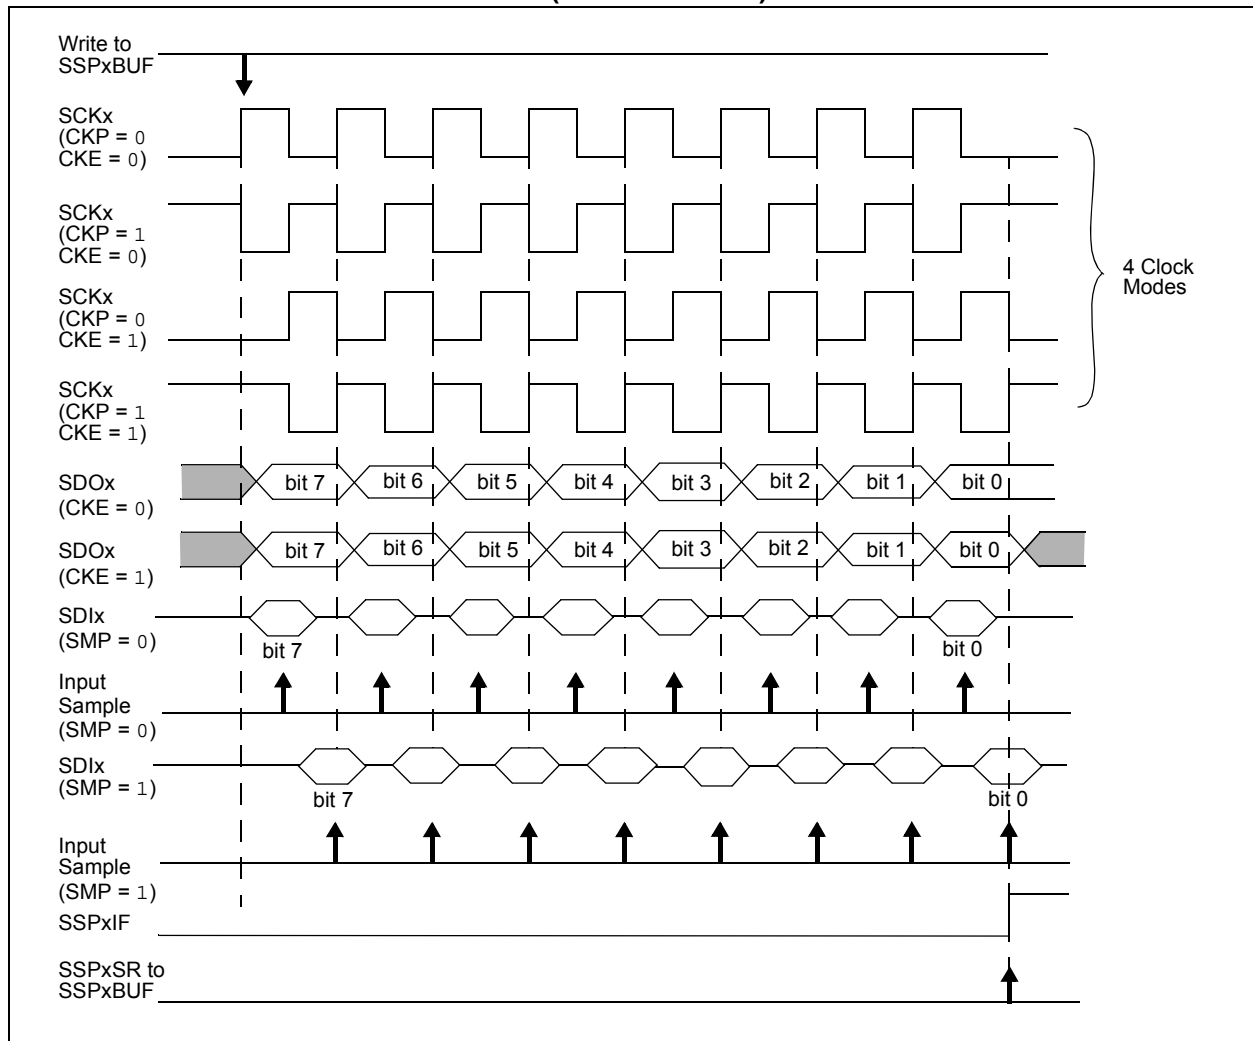 Write to
SSPxBUF
SCKx
(CKP = 0
CKE = 0)
SCKx
(CKP = 1
CKE = 0)
SCKx
(CKP = 0
CKE = 1)
SCKx
(CKP = 1
CKE = 1)
4 Clock
Modes
SDOx
(CKE = 0)
bit 7 bit 6 bit 5 bit 4 bit 3 bit 2 bit 1 bit 0
SDOx
(CKE = 1)
bit 7 bit 6 bit 5 bit 4 bit 3 bit 2 bit 1 bit 0
SDIx
(SMP = 0)
bit 7 bit 0
Input
Sample
(SMP = 0)
SDIx
(SMP = 1)
bit 7 bit 0
Input
Sample
(SMP = 1)
SSPxIF
SSPxSR to
SSPxBUF